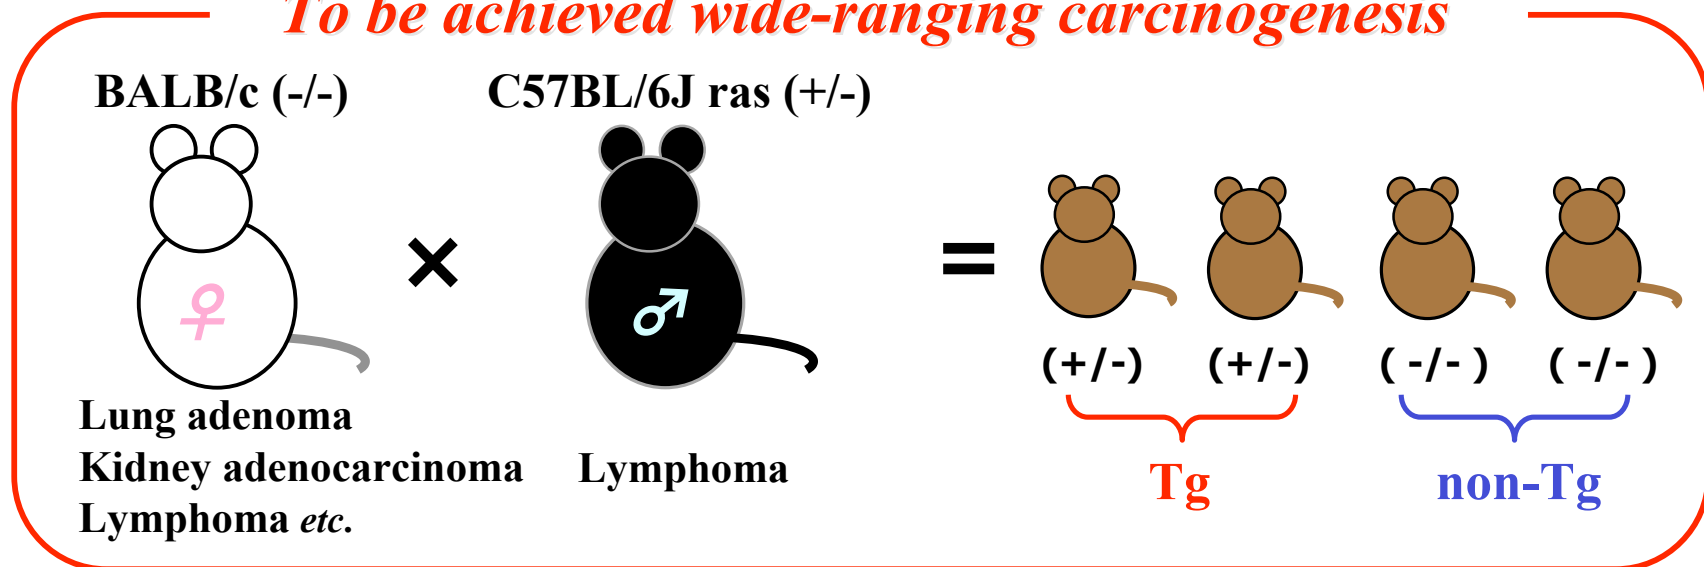 To be achieved wide-ranging carcinogenesis
BALB/c (-/-)
C57BL/6J ras (+/-)
♀
×
♂
=
(+/-) (+/-) ( -/- ) ( -/- )
Lung adenoma
Kidney adenocarcinoma
Lymphoma etc.
Lymphoma
Tg
non-Tg